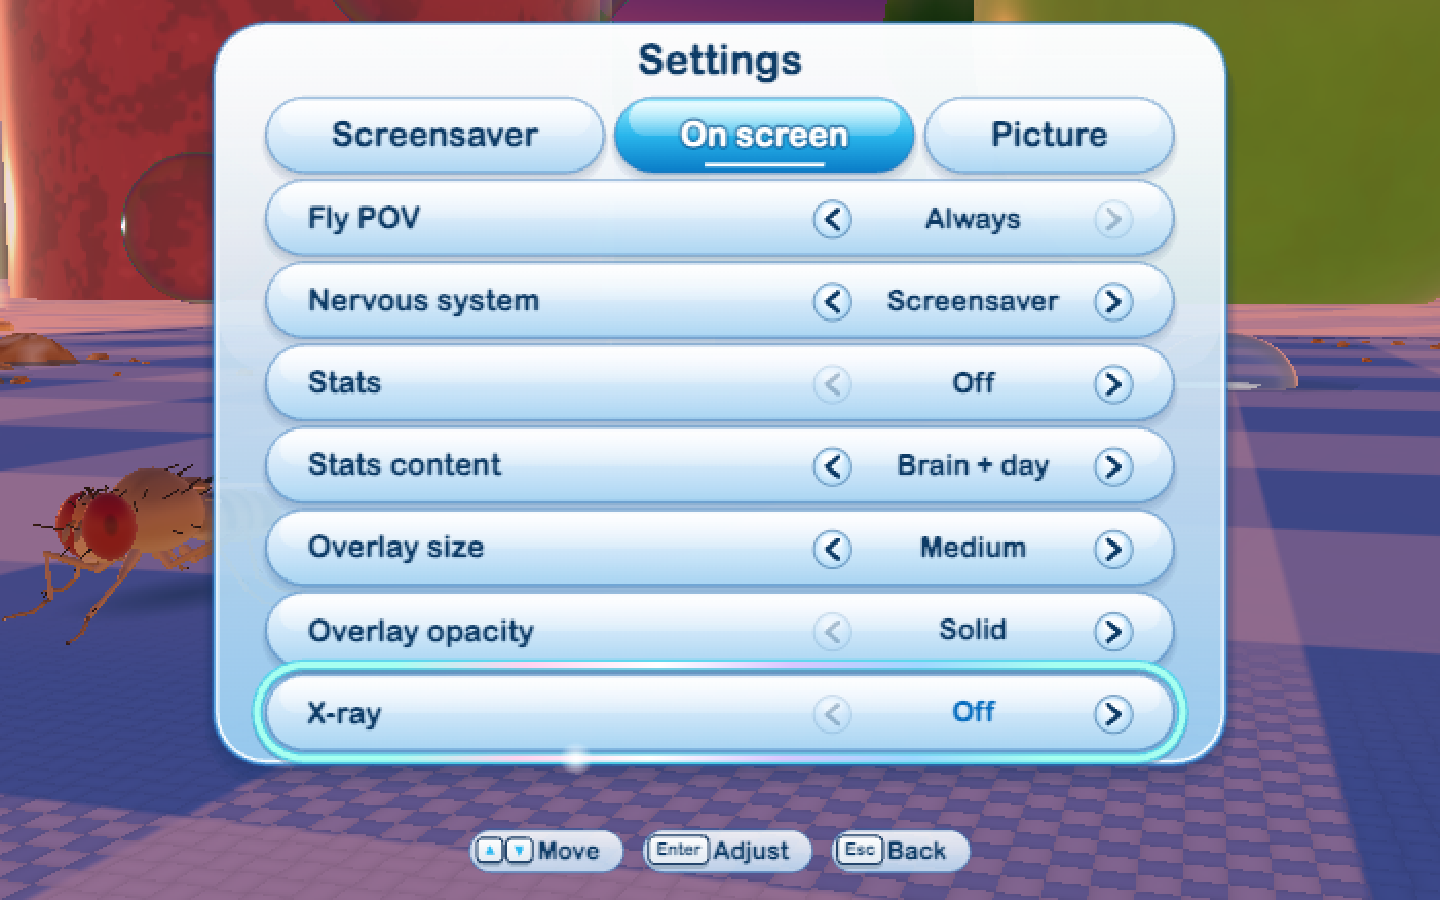 Settings
Screensaver On screen Picture
Fly POV Always
Nervous system Screensaver
Stats Off
Stats content Brain + day
Overlay size Medium
Overlay opacity Solid
X-ray Off
Move Enter Adjust Esc Back